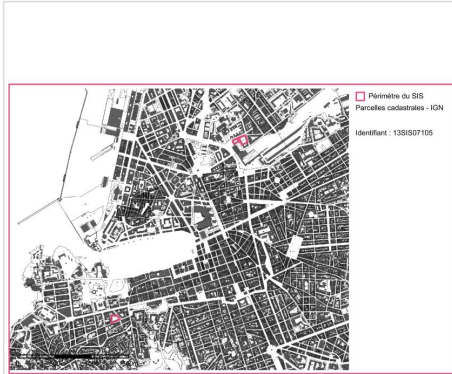 Périmètre du SIS
Parcelles cadastrales - IGN
Identifiant : 13SIS07105